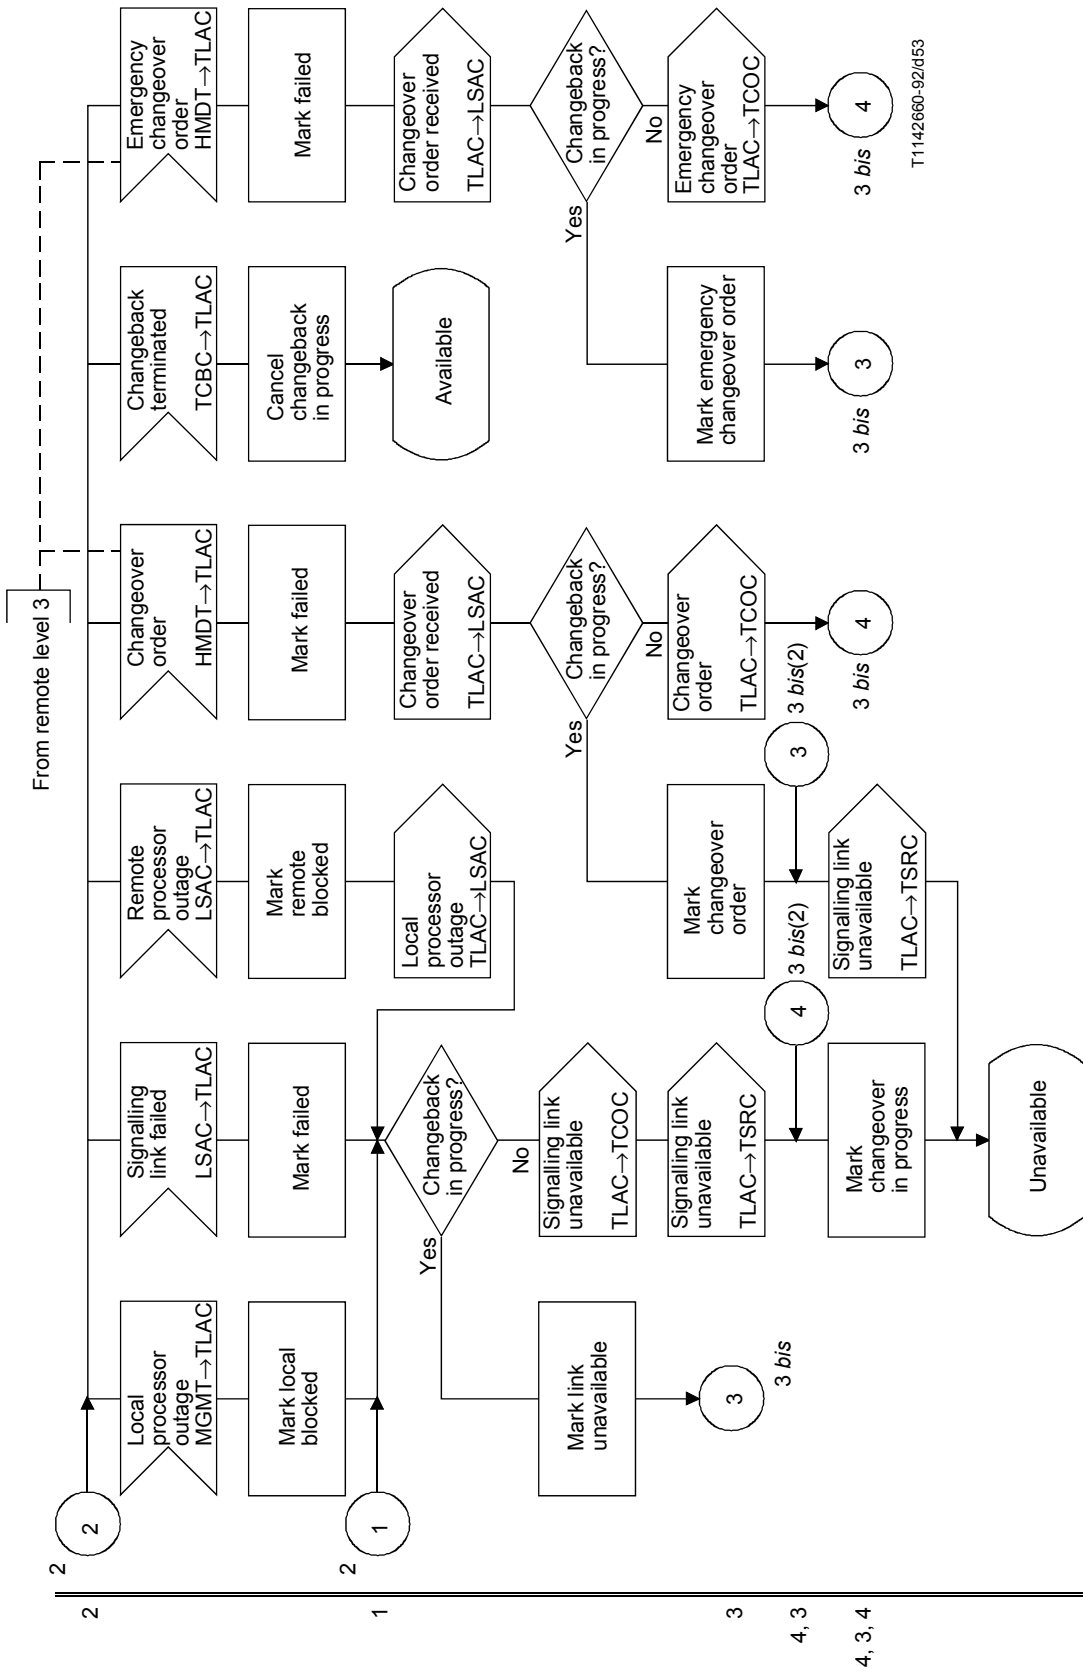 From remote level 3
2
2
2
Local
processor
outage
MGMT→TLAC
Signalling
link failed
LSAC→TLAC
Remote
processor
outage
LSAC→TLAC
Changeover
order
HMDT→TLAC
Changeback
terminated
TCBC→TLAC
Emergency
changeover
order
HMDT→TLAC
Mark local
blocked
Mark failed
Mark
remote
blocked
Mark failed
Cancel
changeback
in progress
Mark failed
1
2
1
Changeback
in progress?
Yes
No
Local
processor
outage
TLAC→LSAC
Changeover
order received
TLAC→LSAC
Available
Changeover
order received
TLAC→LSAC
Mark link
unavailable
Signalling link
unavailable
TLAC→TCOC
Changeback
in progress?
Yes
No
Changeback
in progress?
Yes
No
3
3
3 bis
Signalling link
unavailable
TLAC→TSRC
Mark
changeover
order
Changeover
order
TLAC→TCOC
Mark emergency
changeover order
Emergency
changeover
order
TLAC→TCOC
4, 3
4
3 bis(2)
3
3 bis(2)
4, 3, 4
Mark
changeover
in progress
Signalling link
unavailable
TLAC→TSRC
3 bis
4
3 bis
3
3 bis
4
Unavailable
T1142660-92/d53